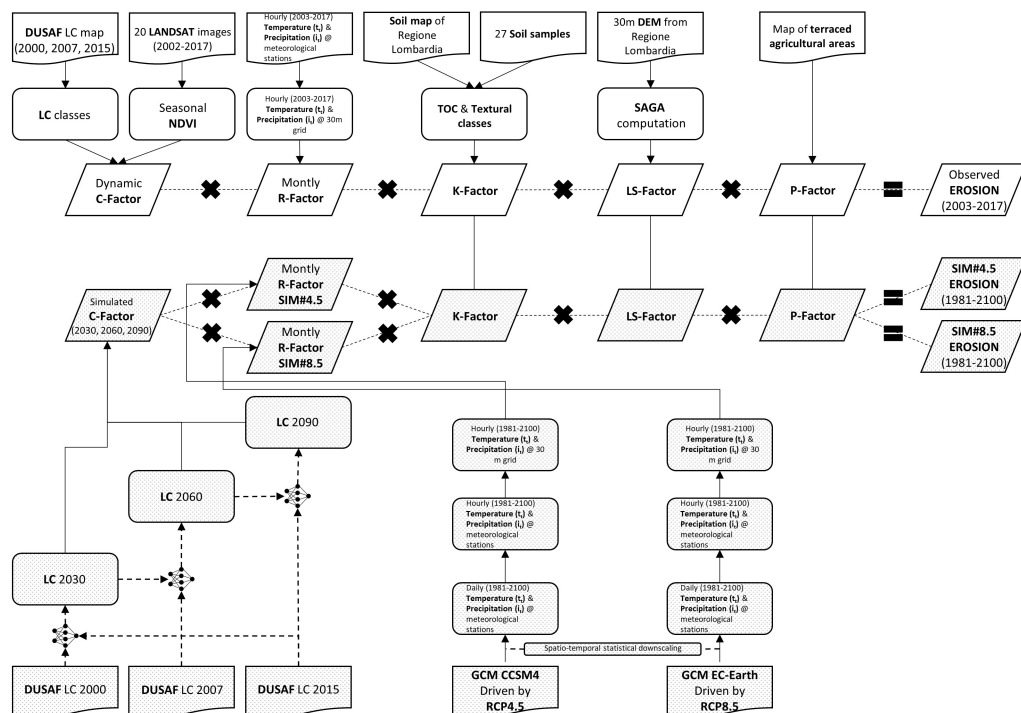 DUSAF LC map
(2000, 2007, 2015)
20 LANDSAT images
(2002-2017)
Hourly (2003-2017)
Temperature (tₛ) &
Precipitation (iₛ) @
meteorological
stations
Soil map of
Regione
Lombardia
27 Soil samples
30m DEM from
Regione
Lombardia
Map of terraced
agricultural areas
LC classes
Seasonal
NDVI
Hourly (2003-2017)
Temperature (tₛ) &
Precipitation (iₛ) @ 30m
grid
TOC & Textural
classes
SAGA
computation
Dynamic
C-Factor
Montly
R-Factor
K-Factor
LS-Factor
P-Factor
Observed
EROSION
(2003-2017)
Simulated
C-Factor
(2030, 2060, 2090)
Montly
R-Factor
SIM#4.5
Montly
R-Factor
SIM#8.5
K-Factor
LS-Factor
P-Factor
SIM#4.5
EROSION
(1981-2100)
SIM#8.5
EROSION
(1981-2100)
LC 2090
LC 2060
LC 2030
Hourly (1981-2100)
Temperature (tₛ) &
Precipitation (iₛ) @ 30
m grid
Hourly (1981-2100)
Temperature (tₛ) &
Precipitation (iₛ) @ 30
m grid
Hourly (1981-2100)
Temperature (tₛ) &
Precipitation (iₛ) @
meteorological
stations
Hourly (1981-2100)
Temperature (tₛ) &
Precipitation (iₛ) @
meteorological
stations
Daily (1981-2100)
Temperature (tₛ) &
Precipitation (iₛ) @
meteorological
stations
Daily (1981-2100)
Temperature (tₛ) &
Precipitation (iₛ) @
meteorological
stations
Spatio-temporal statistical downscaling
DUSAF LC 2000
DUSAF LC 2007
DUSAF LC 2015
GCM CCSM4
Driven by
RCP4.5
GCM EC-Earth
Driven by
RCP8.5